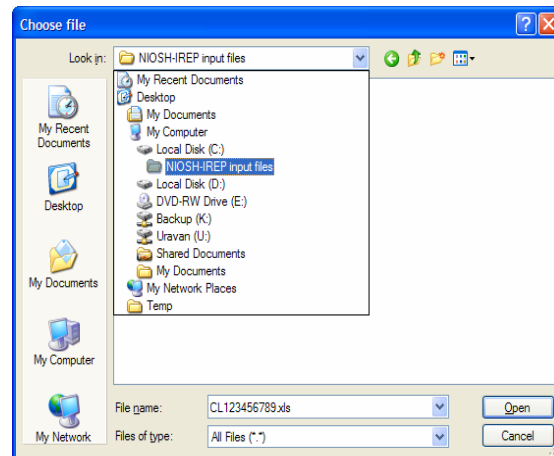 Choose file
Look in:
NIOSH-IREP input files
My Recent Documents
Desktop
My Documents
My Computer
Local Disk (C:)
NIOSH-IREP input files
Local Disk (D:)
DVD-RW Drive (E:)
Backup (K:)
Uravan (U:)
Shared Documents
My Documents
My Network Places
Temp
My Recent
Documents
Desktop
My Documents
My Computer
My Network
File name:
CL123456789.xls
Open
Files of type:
All Files (*.*)
Cancel